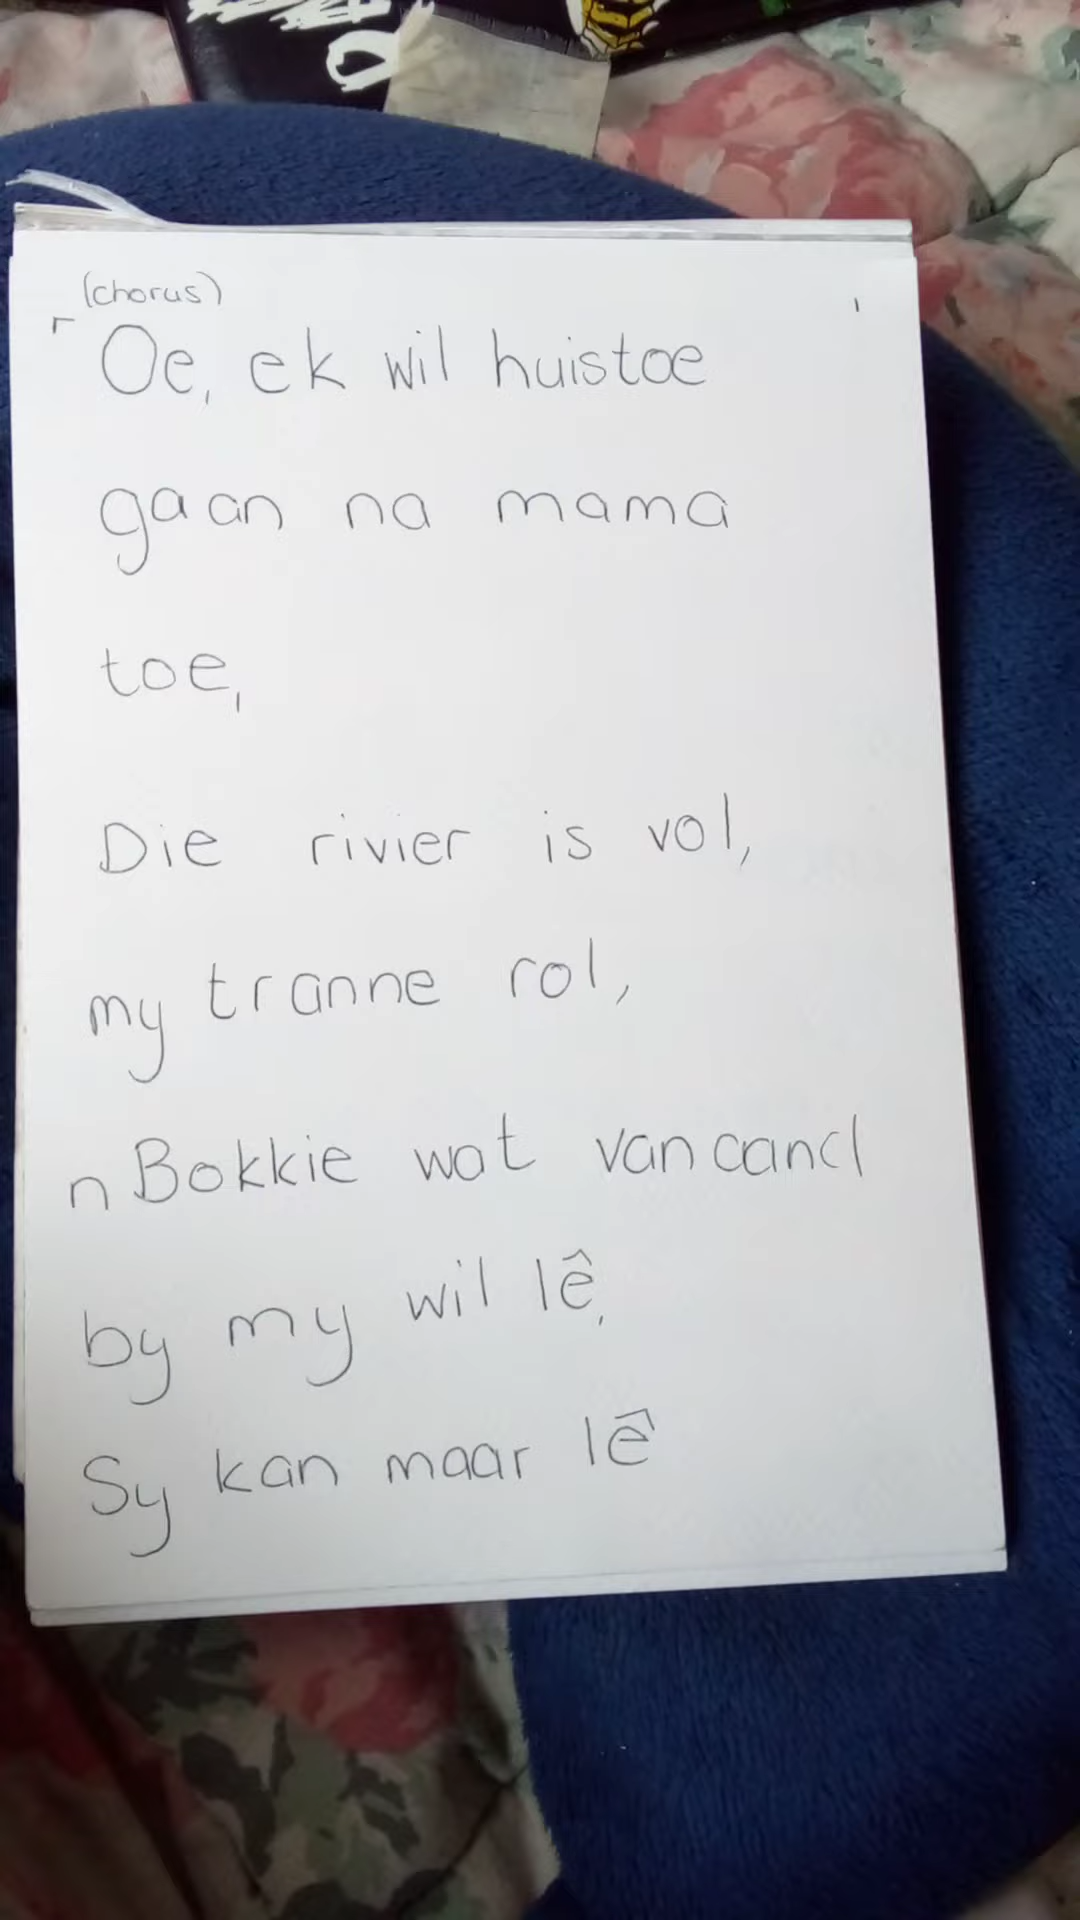 (chorus)
Oe, ek wil huistoe
gaan na mama
toe,
Die rivier is vol,
my tranne rol,
n Bokkie wat vanaand
by my wil lê,
Sy kan maar lê